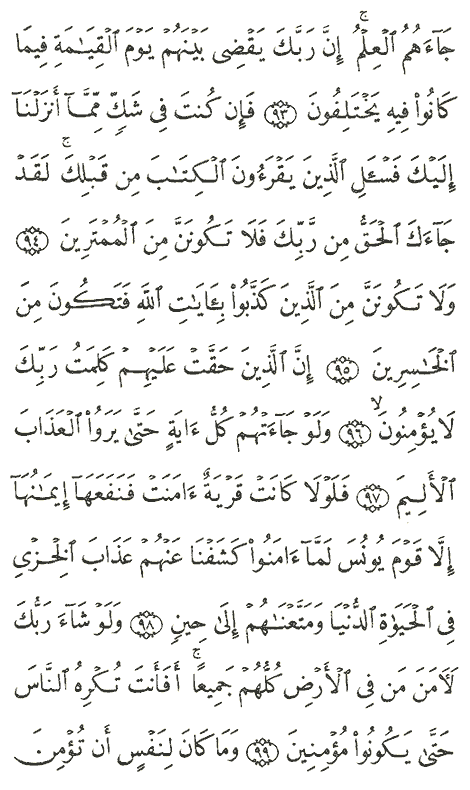 جَآءَهُمُ ٱلْعِلْمُ ۚ إِنَّ رَبَّكَ يَقْضِى بَيْنَهُمْ يَوْمَ ٱلْقِيَـٰمَةِ فِيمَا
كَانُوا۟ فِيهِ يَخْتَلِفُونَ ٩٣ فَإِن كُنتَ فِى شَكٍّ مِّمَّآ أَنزَلْنَآ
إِلَيْكَ فَسْـَٔلِ ٱلَّذِينَ يَقْرَءُونَ ٱلْكِتَـٰبَ مِن قَبْلِكَ ۚ لَقَدْ
جَآءَكَ ٱلْحَقُّ مِن رَّبِّكَ فَلَا تَكُونَنَّ مِنَ ٱلْمُمْتَرِينَ ٩٤
وَلَا تَكُونَنَّ مِنَ ٱلَّذِينَ كَذَّبُوا۟ بِـَٔايَـٰتِ ٱللَّهِ فَتَكُونَ مِنَ
ٱلْخَـٰسِرِينَ ٩٥ إِنَّ ٱلَّذِينَ حَقَّتْ عَلَيْهِمْ كَلِمَتُ رَبِّكَ
لَا يُؤْمِنُونَ ۙ ٩٦ وَلَوْ جَآءَتْهُمْ كُلُّ ءَايَةٍ حَتَّىٰ يَرَوُا۟ ٱلْعَذَابَ
ٱلْأَلِيمَ ٩٧ فَلَوْلَا كَانَتْ قَرْيَةٌ ءَامَنَتْ فَنَفَعَهَآ إِيمَـٰنُهَآ
إِلَّا قَوْمَ يُونُسَ لَمَّآ ءَامَنُوا۟ كَشَفْنَا عَنْهُمْ عَذَابَ ٱلْخِزْىِ
فِى ٱلْحَيَوٰةِ ٱلدُّنْيَا وَمَتَّعْنَـٰهُمْ إِلَىٰ حِينٍ ٩٨ وَلَوْ شَآءَ رَبُّكَ
لَـَٔامَنَ مَن فِى ٱلْأَرْضِ كُلُّهُمْ جَمِيعًا ۚ أَفَأَنتَ تُكْرِهُ ٱلنَّاسَ
حَتَّىٰ يَكُونُوا۟ مُؤْمِنِينَ ٩٩ وَمَا كَانَ لِنَفْسٍ أَن تُؤْمِنَ